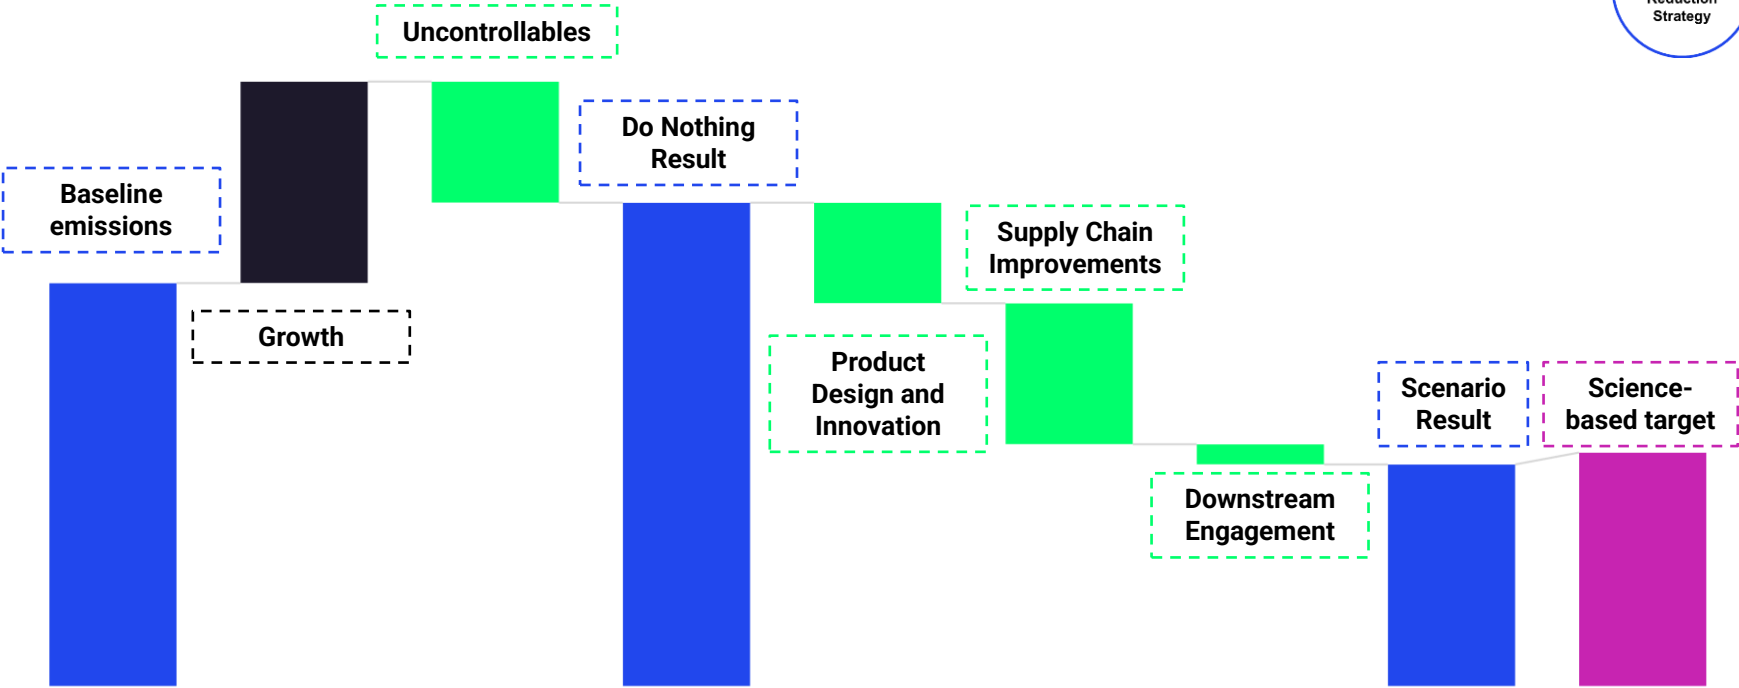 Reduction
Strategy
Uncontrollables
Do Nothing
Result
Baseline
emissions
Supply Chain
Improvements
Growth
Product
Design and
Innovation
Scenario
Result
Science-
based target
Downstream
Engagement